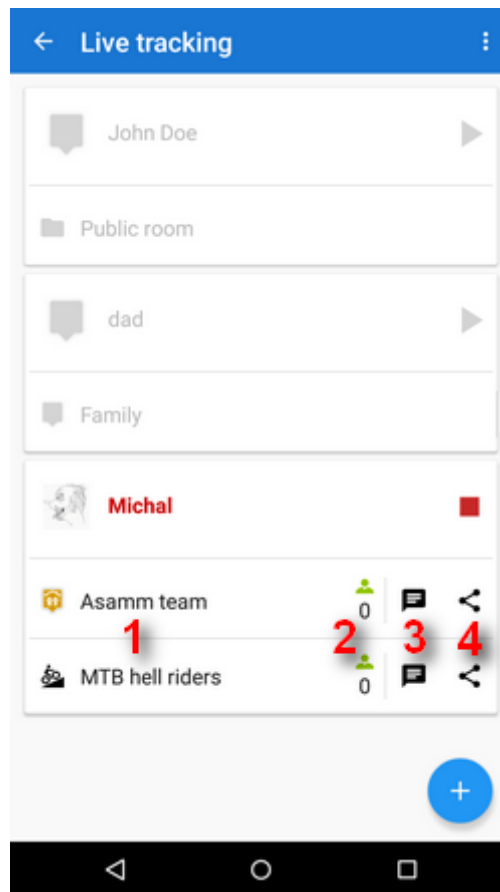 Live tracking
John Doe
Public room
dad
Family
Michal
Asamm team
0
1 2 3 4
MTB hell riders
0